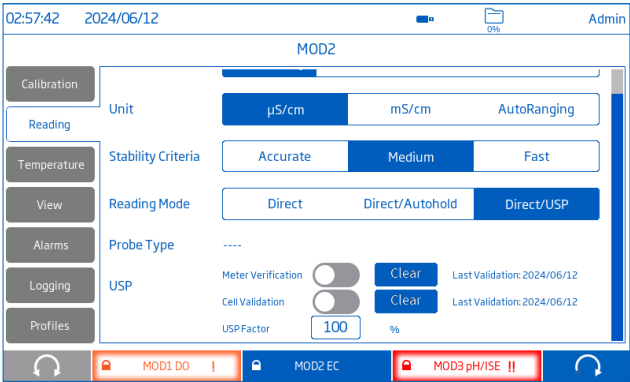 02:57:42 2024/06/12 Admin
0%
MOD2
Calibration
Reading
Temperature
View
Alarms
Logging
Profiles
Unit µS/cm mS/cm AutoRanging
Stability Criteria Accurate Medium Fast
Reading Mode Direct Direct/Autohold Direct/USP
Probe Type ----
USP
Meter Verification Clear Last Validation: 2024/06/12
Cell Validation Clear Last Validation: 2024/06/12
USP Factor 100 %
MOD1 DO ! MOD2 EC MOD3 pH/ISE !!